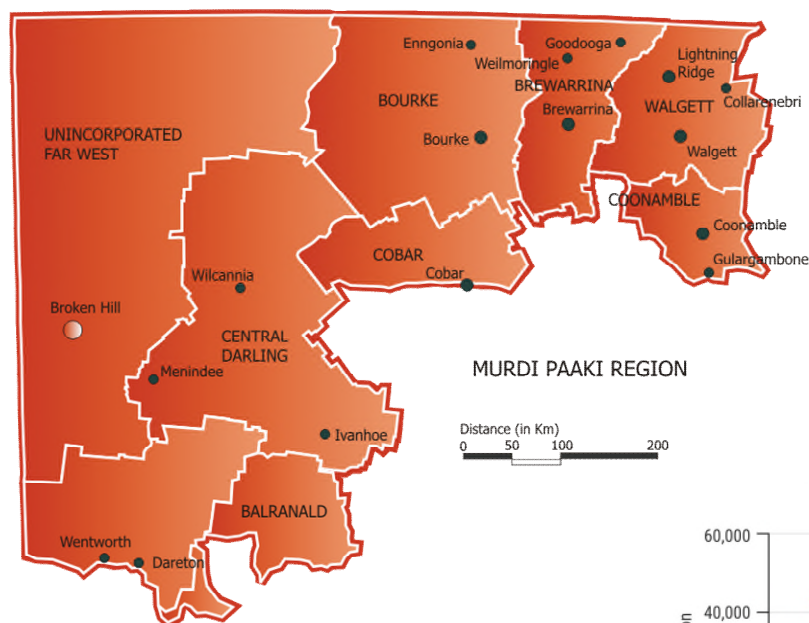 Enngonia
Goodooga
Weilmoringle
Lightning
Ridge
BREWARRINA
BOURKE
Collarenebri
WALGETT
Brewarrina
UNINCORPORATED
FAR WEST
Bourke
Walgett
COONAMBLE
Coonamble
COBAR
Gulargambone
Wilcannia
Cobar
Broken Hill
CENTRAL
DARLING
Menindee
MURDI PAAKI REGION
Ivanhoe
Distance (in Km)
0 50 100 200
BALRANALD
Wentworth
Dareton
60,000
40,000